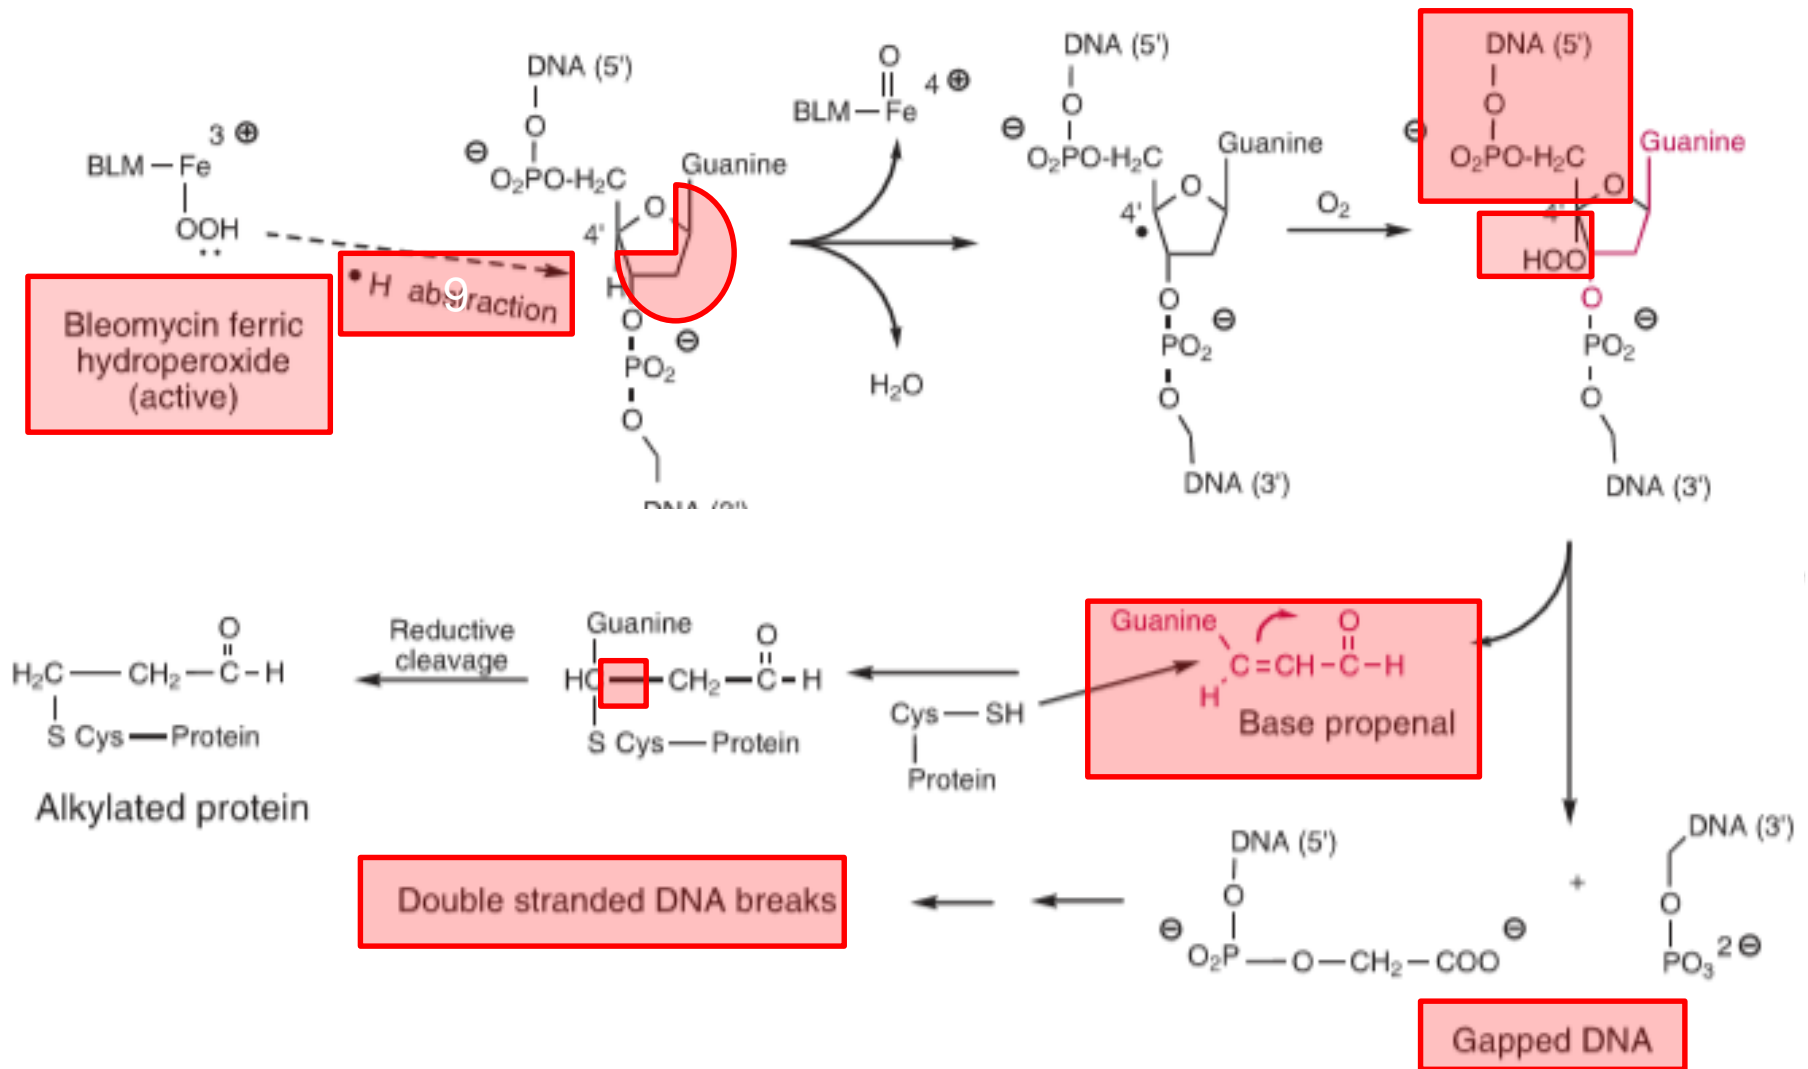 DNA (5')
O
⊖
O₂PO-H₂C
Guanine
O
4'
H
O
PO₂ ⊖
O
3 ⊕
BLM—Fe
OOH
••
Bleomycin ferric
hydroperoxide
(active)
• H abstraction
9
O
BLM—Fe 4 ⊕
H₂O
DNA (5')
O
⊖
O₂PO-H₂C
Guanine
O
4'
•
O
PO₂ ⊖
O
DNA (3')
O₂
DNA (5')
O
⊖
O₂PO-H₂C
Guanine
O
4'
HOO
O
PO₂ ⊖
O
DNA (3')
Guanine O
C=CH–C–H
H
Base propenal
Cys—SH
Protein
Guanine O
HC—CH₂—C-H
S Cys—Protein
Reductive
cleavage
O
H₂C—CH₂—C-H
S Cys—Protein
Alkylated protein
DNA (5')
O
⊖ ⊖
O₂P—O—CH₂—COO
+
DNA (3')
O
PO₃ 2 ⊖
Gapped DNA
Double stranded DNA breaks